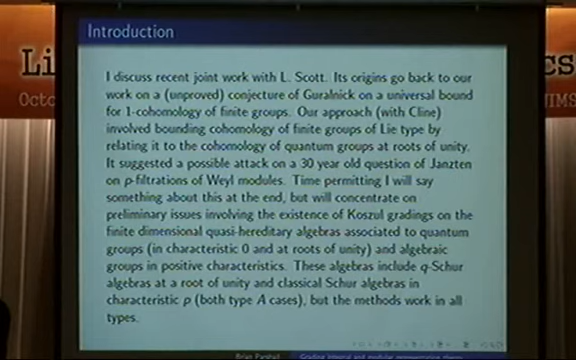 Introduction
Li
cs
Octo
NIMS
I discuss recent joint work with L. Scott. Its origins go back to our
work on a (unproved) conjecture of Guralnick on a universal bound
for 1-cohomology of finite groups. Our approach (with Cline)
involved bounding cohomology of finite groups of Lie type by
relating it to the cohomology of quantum groups at roots of unity.
It suggested a possible attack on a 30 year old question of Janzten
on p-filtrations of Weyl modules. Time permitting I will say
something about this at the end, but will concentrate on
preliminary issues involving the existence of Koszul gradings on the
finite dimensional quasi-hereditary algebras associated to quantum
groups (in characteristic 0 and at roots of unity) and algebraic
groups in positive characteristics. These algebras include q-Schur
algebras at a root of unity and classical Schur algebras in
characteristic p (both type A cases), but the methods work in all
types.
Brian Parshall